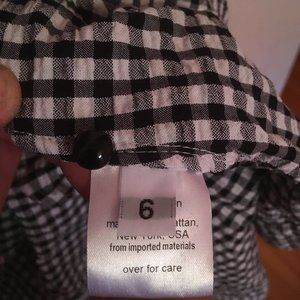 6
New York, USA
from imported materials
over for care